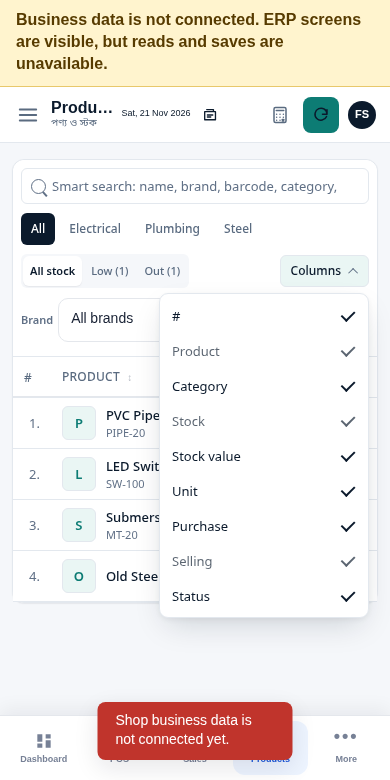 Business data is not connected. ERP screens
are visible, but reads and saves are
unavailable.
Produ...
Sat, 21 Nov 2026
FS
পণ্য ও স্টক
Smart search: name, brand, barcode, category,
All
Electrical
Plumbing
Steel
All stock
Low (1)
Out (1)
Columns
Brand
All brands
#
Product
Category
Stock
Stock value
Unit
Purchase
Selling
Status
# PRODUCT
1. P PVC Pipe
PIPE-20
2. L LED Swit
SW-100
3. S Submers
MT-20
4. O Old Stee
Shop business data is
not connected yet.
Dashboard
Products
More